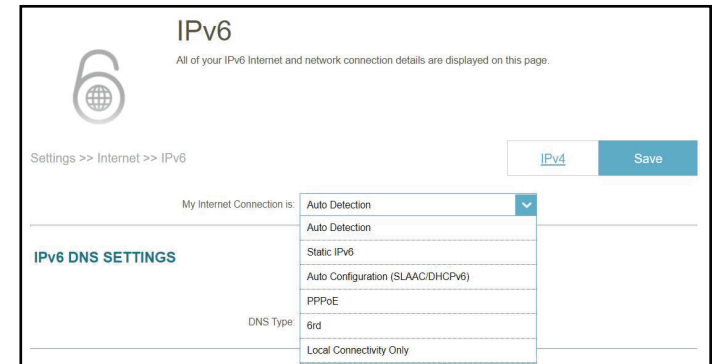 IPv6
All of your IPv6 Internet and network connection details are displayed on this page.
Settings >> Internet >> IPv6
IPv4
Save
My Internet Connection is:
Auto Detection
Auto Detection
Static IPv6
IPv6 DNS SETTINGS
Auto Configuration (SLAAC/DHCPv6)
PPPoE
DNS Type:
6rd
Local Connectivity Only